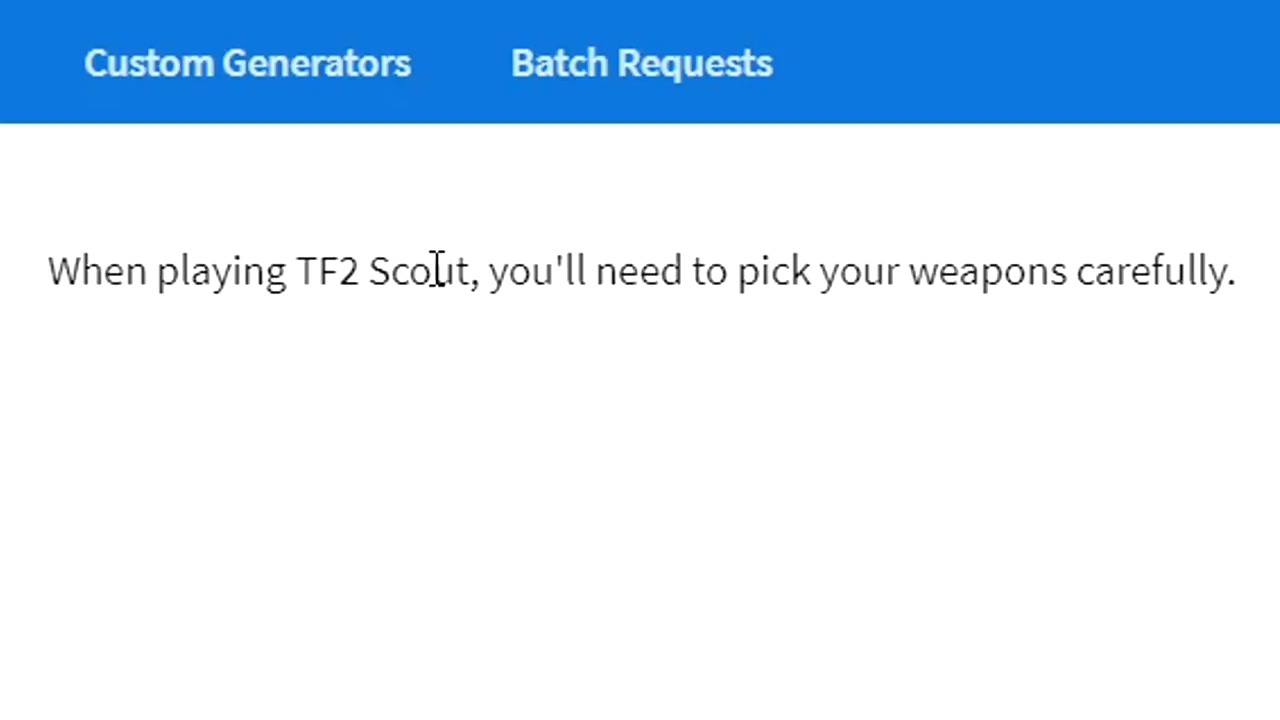 Custom Generators Batch Requests
When playing TF2 Scout, you'll need to pick your weapons carefully.